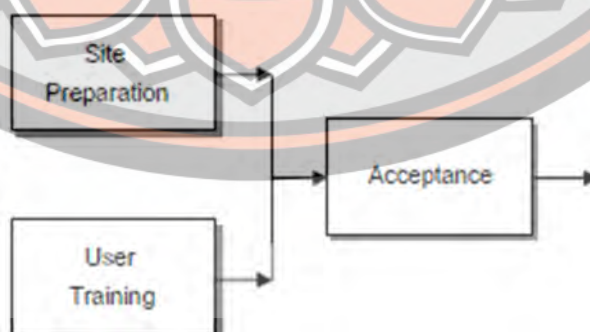 Site
Preparation
Acceptance
User
Training